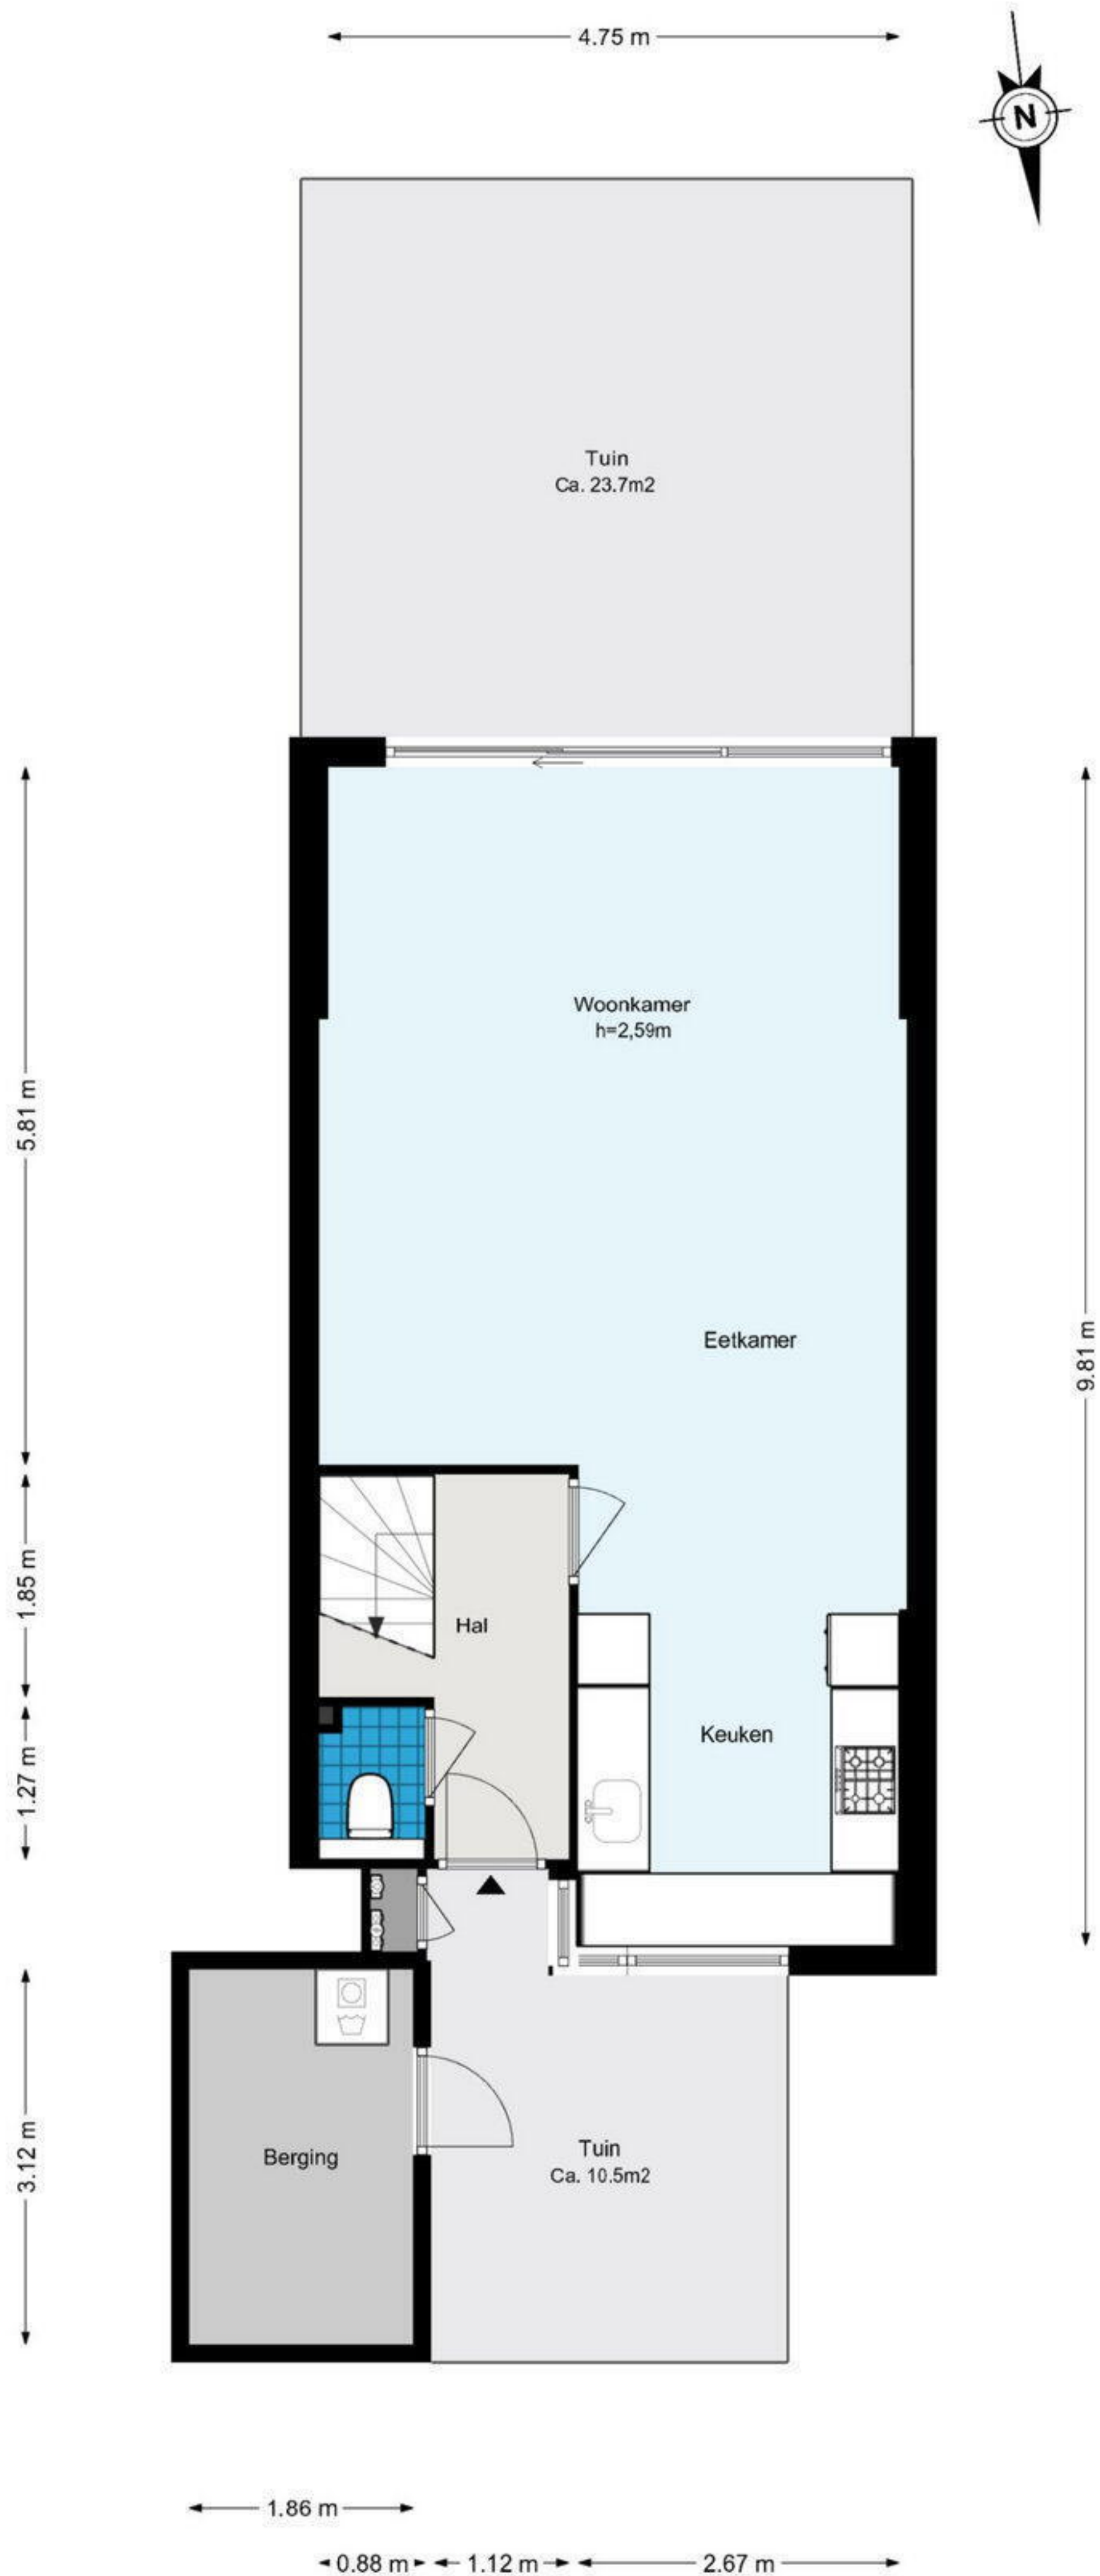 4.75 m
N
Tuin
Ca. 23.7m2
Woonkamer
h=2,59m
5.81 m
9.81 m
Eetkamer
1.85 m
Hal
Keuken
1.27 m
3.12 m
Berging
Tuin
Ca. 10.5m2
1.86 m
0.88 m
1.12 m
2.67 m